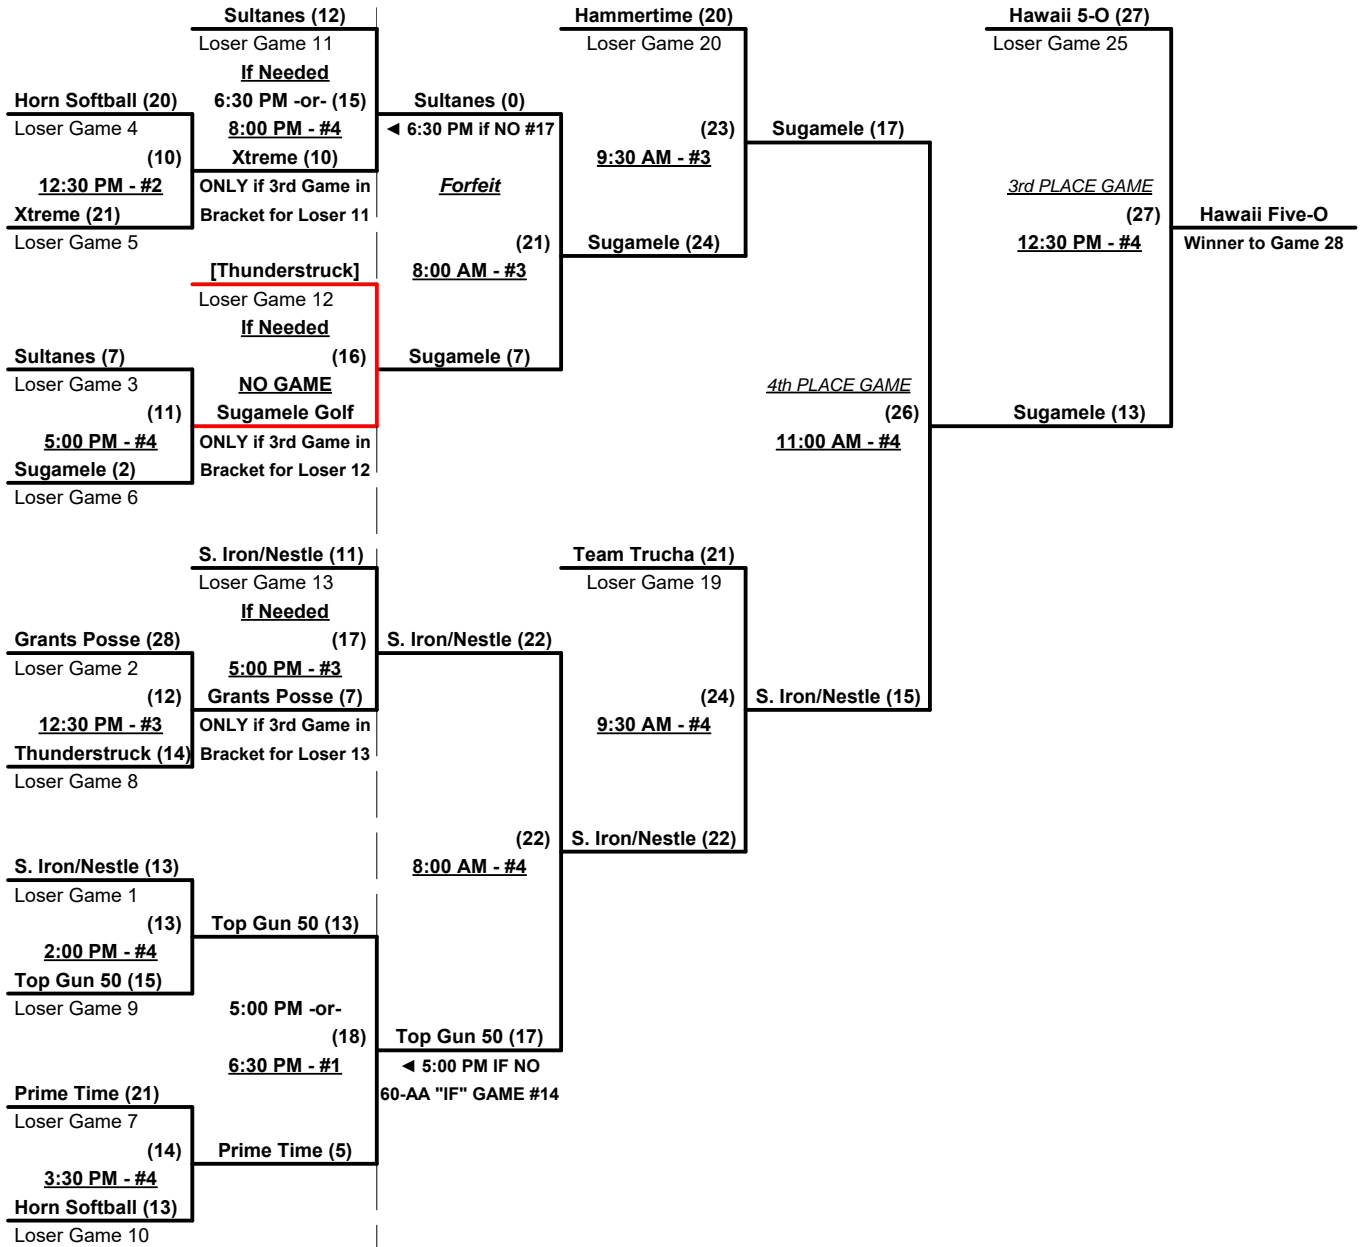 Sultanes (12)
Loser Game 11
If Needed
6:30 PM -or- (15)
8:00 PM - #4
Xtreme (10)
ONLY if 3rd Game in
Bracket for Loser 11
Horn Softball (20)
Loser Game 4
(10)
12:30 PM - #2
Xtreme (21)
Loser Game 5
[Thunderstruck]
Loser Game 12
If Needed
(16)
NO GAME
Sugamele Golf
ONLY if 3rd Game in
Bracket for Loser 12
Sultanes (7)
Loser Game 3
(11)
5:00 PM - #4
Sugamele (2)
Loser Game 6
S. Iron/Nestle (11)
Loser Game 13
If Needed
(17)
5:00 PM - #3
Grants Posse (7)
ONLY if 3rd Game in
Bracket for Loser 13
Grants Posse (28)
Loser Game 2
(12)
12:30 PM - #3
Thunderstruck (14)
Loser Game 8
S. Iron/Nestle (13)
Loser Game 1
(13)
2:00 PM - #4
Top Gun 50 (15)
Loser Game 9
Top Gun 50 (13)
5:00 PM -or-
(18)
6:30 PM - #1
Prime Time (5)
Prime Time (21)
Loser Game 7
(14)
3:30 PM - #4
Horn Softball (13)
Loser Game 10
Sultanes (0)
◄ 6:30 PM if NO #17
Forfeit
(21)
8:00 AM - #3
Sugamele (7)
S. Iron/Nestle (22)
(22)
8:00 AM - #4
Top Gun 50 (17)
◄ 5:00 PM IF NO
60-AA "IF" GAME #14
Hammertime (20)
Loser Game 20
(23)
9:30 AM - #3
Sugamele (24)
Team Trucha (21)
Loser Game 19
(24)
9:30 AM - #4
S. Iron/Nestle (22)
Sugamele (17)
4th PLACE GAME
(26)
11:00 AM - #4
S. Iron/Nestle (15)
Hawaii 5-O (27)
Loser Game 25
3rd PLACE GAME
(27)
12:30 PM - #4
Sugamele (13)
Hawaii Five-O
Winner to Game 28